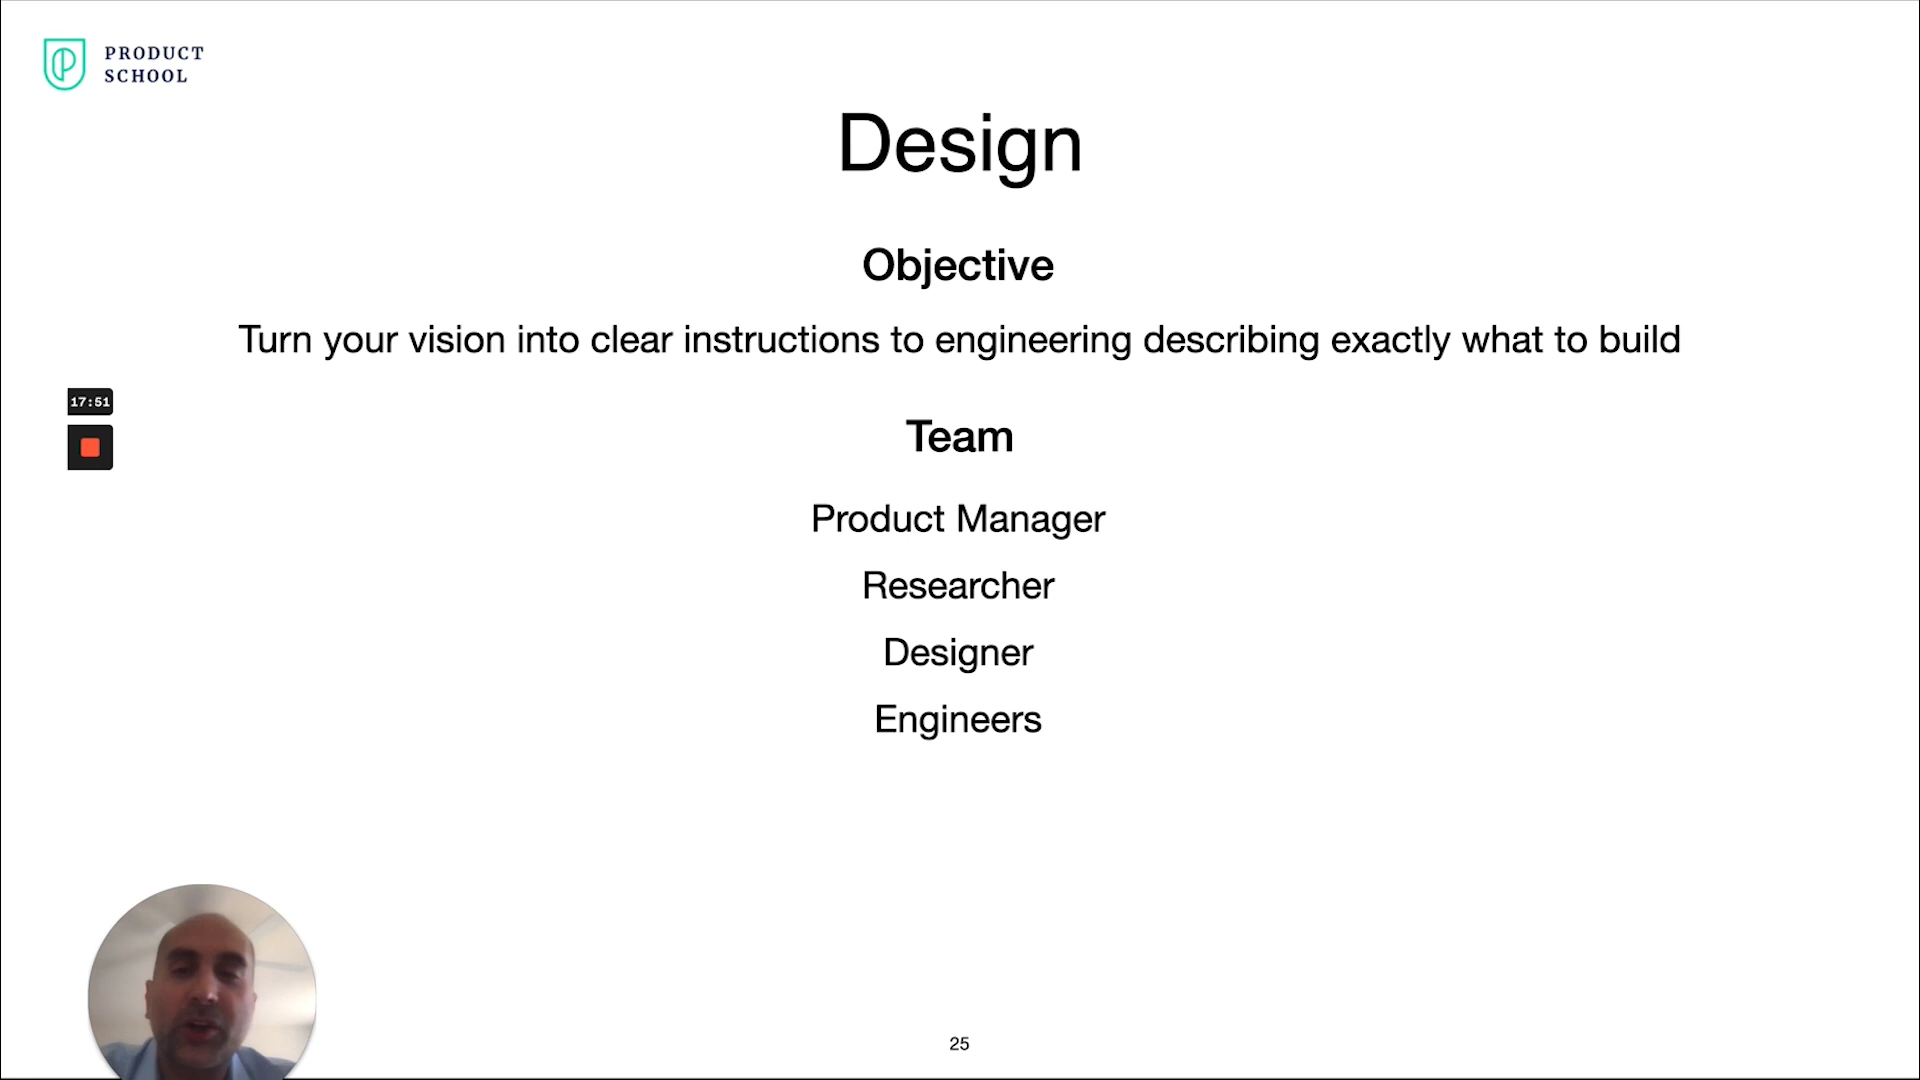 PRODUCT
SCHOOL
Design
Objective
Turn your vision into clear instructions to engineering describing exactly what to build
17:51
Team
Product Manager
Researcher
Designer
Engineers
25